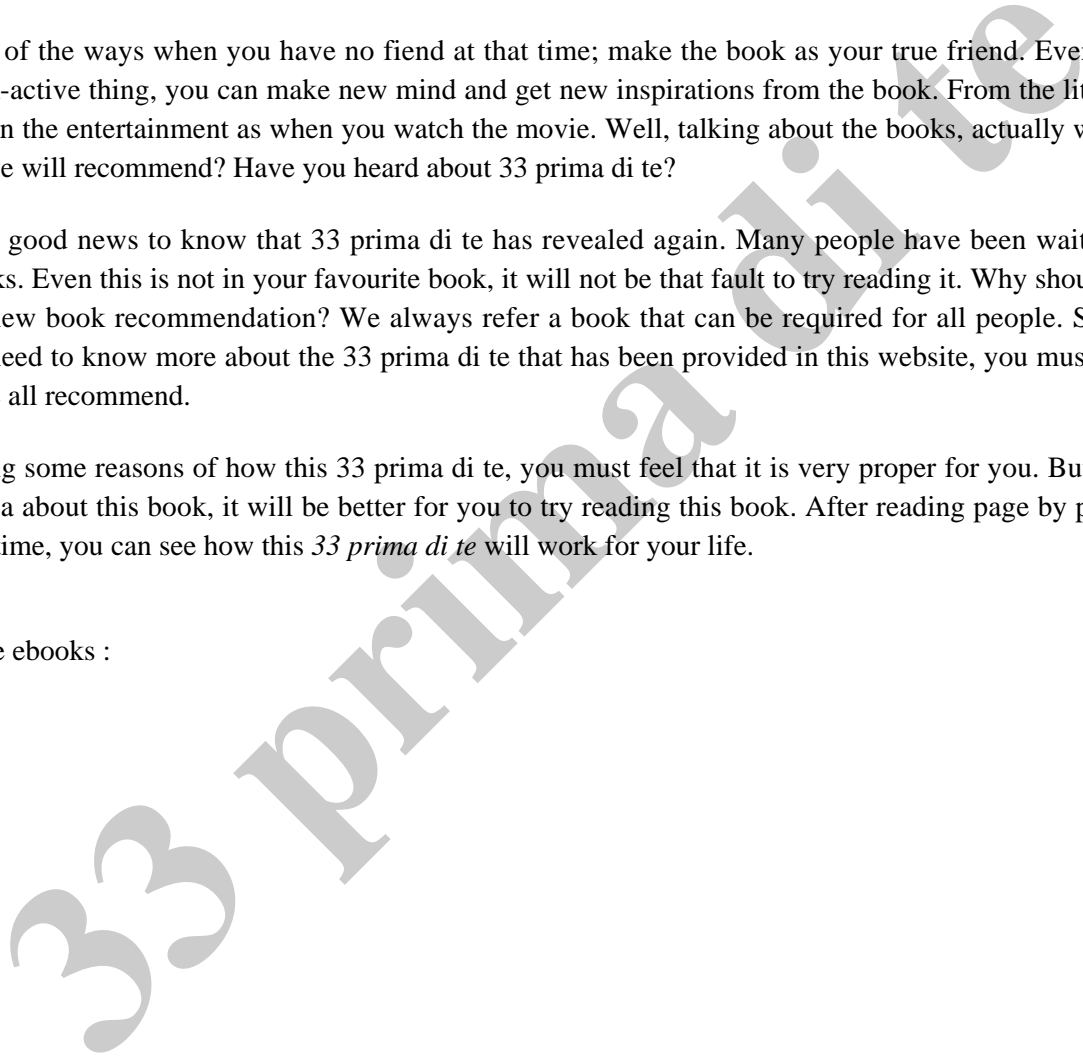 of the ways when you have no fiend at that time; make the book as your true friend. Even
-active thing, you can make new mind and get new inspirations from the book. From the
n the entertainment as when you watch the movie. Well, talking about the books, actually
e will recommend? Have you heard about 33 prima di te?
good news to know that 33 prima di te has revealed again. Many people have been
ks. Even this is not in your favourite book, it will not be that fault to try reading it. Why
ew book recommendation? We always refer a book that can be required for all people.
eed to know more about the 33 prima di te that has been provided in this website, you
all recommend.
g some reasons of how this 33 prima di te, you must feel that it is very proper for you.
a about this book, it will be better for you to try reading this book. After reading page by
time, you can see how this 33 prima di te will work for your life.
e ebooks :
33 prima di te